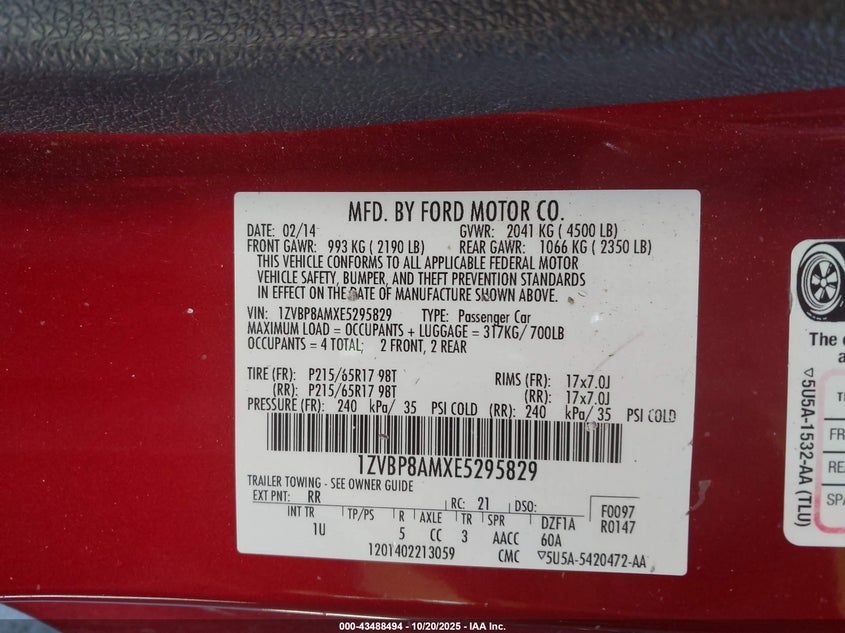 MFD. BY FORD MOTOR CO.
DATE: 02/14 GVWR: 2041 KG ( 4500 LB)
FRONT GAWR: 993 KG ( 2190 LB) REAR GAWR: 1066 KG ( 2350 LB)
THIS VEHICLE CONFORMS TO ALL APPLICABLE FEDERAL MOTOR
VEHICLE SAFETY, BUMPER, AND THEFT PREVENTION STANDARDS
IN EFFECT ON THE DATE OF MANUFACTURE SHOWN ABOVE.
VIN: 1ZVBP8AMXE5295829 TYPE: Passenger Car
MAXIMUM LOAD = OCCUPANTS + LUGGAGE = 317KG/ 700LB
OCCUPANTS = 4 TOTAL; 2 FRONT, 2 REAR
TIRE (FR): P215/65R17 98T RIMS (FR): 17x7.0J
(RR): P215/65R17 98T (RR): 17x7.0J
PRESSURE (FR): 240 kPa/ 35 PSI COLD (RR): 240 kPa/ 35 PSI COLD
1ZVBP8AMXE5295829
TRAILER TOWING - SEE OWNER GUIDE
EXT PNT: RR RC: 21 DSO: F0097
INT TR TP/PS R AXLE TR SPR DZF1A R0147
1U 5 CC 3 AACC 60A
1201402213059 CMC ▽5U5A-5420472-AA
The
▽5U5A-1532-AA (TLU)
FR
RE
SPA
000-43488494 - 10/20/2025 - IAA Inc.